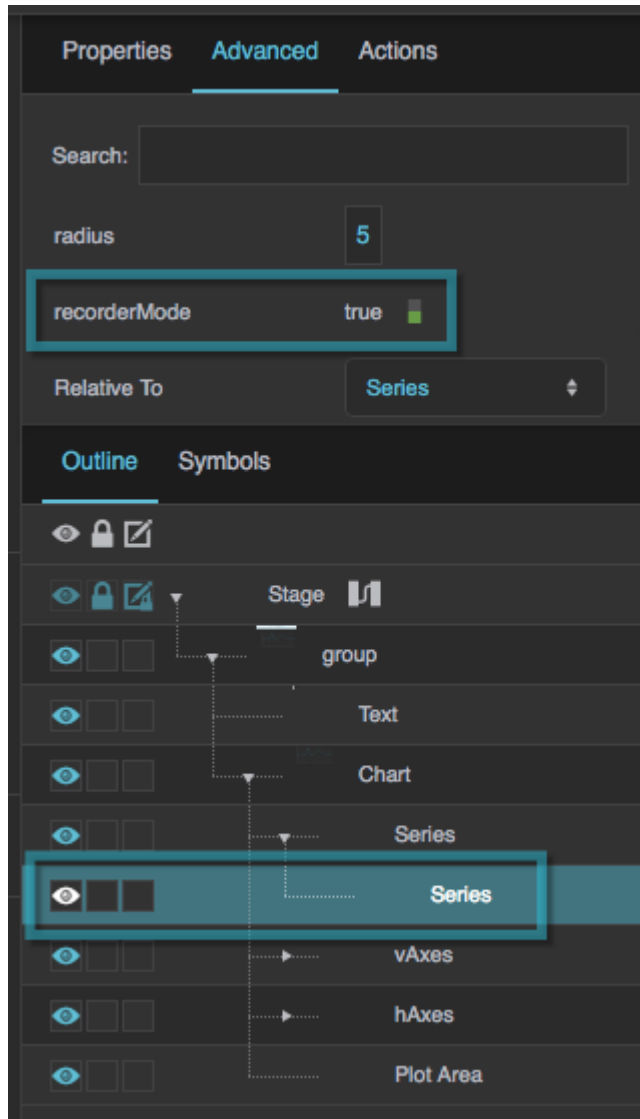 Properties Advanced Actions
Search:
radius 5
recorderMode true
Relative To Series
Outline Symbols
Stage
group
Text
Chart
Series
Series
vAxes
hAxes
Plot Area